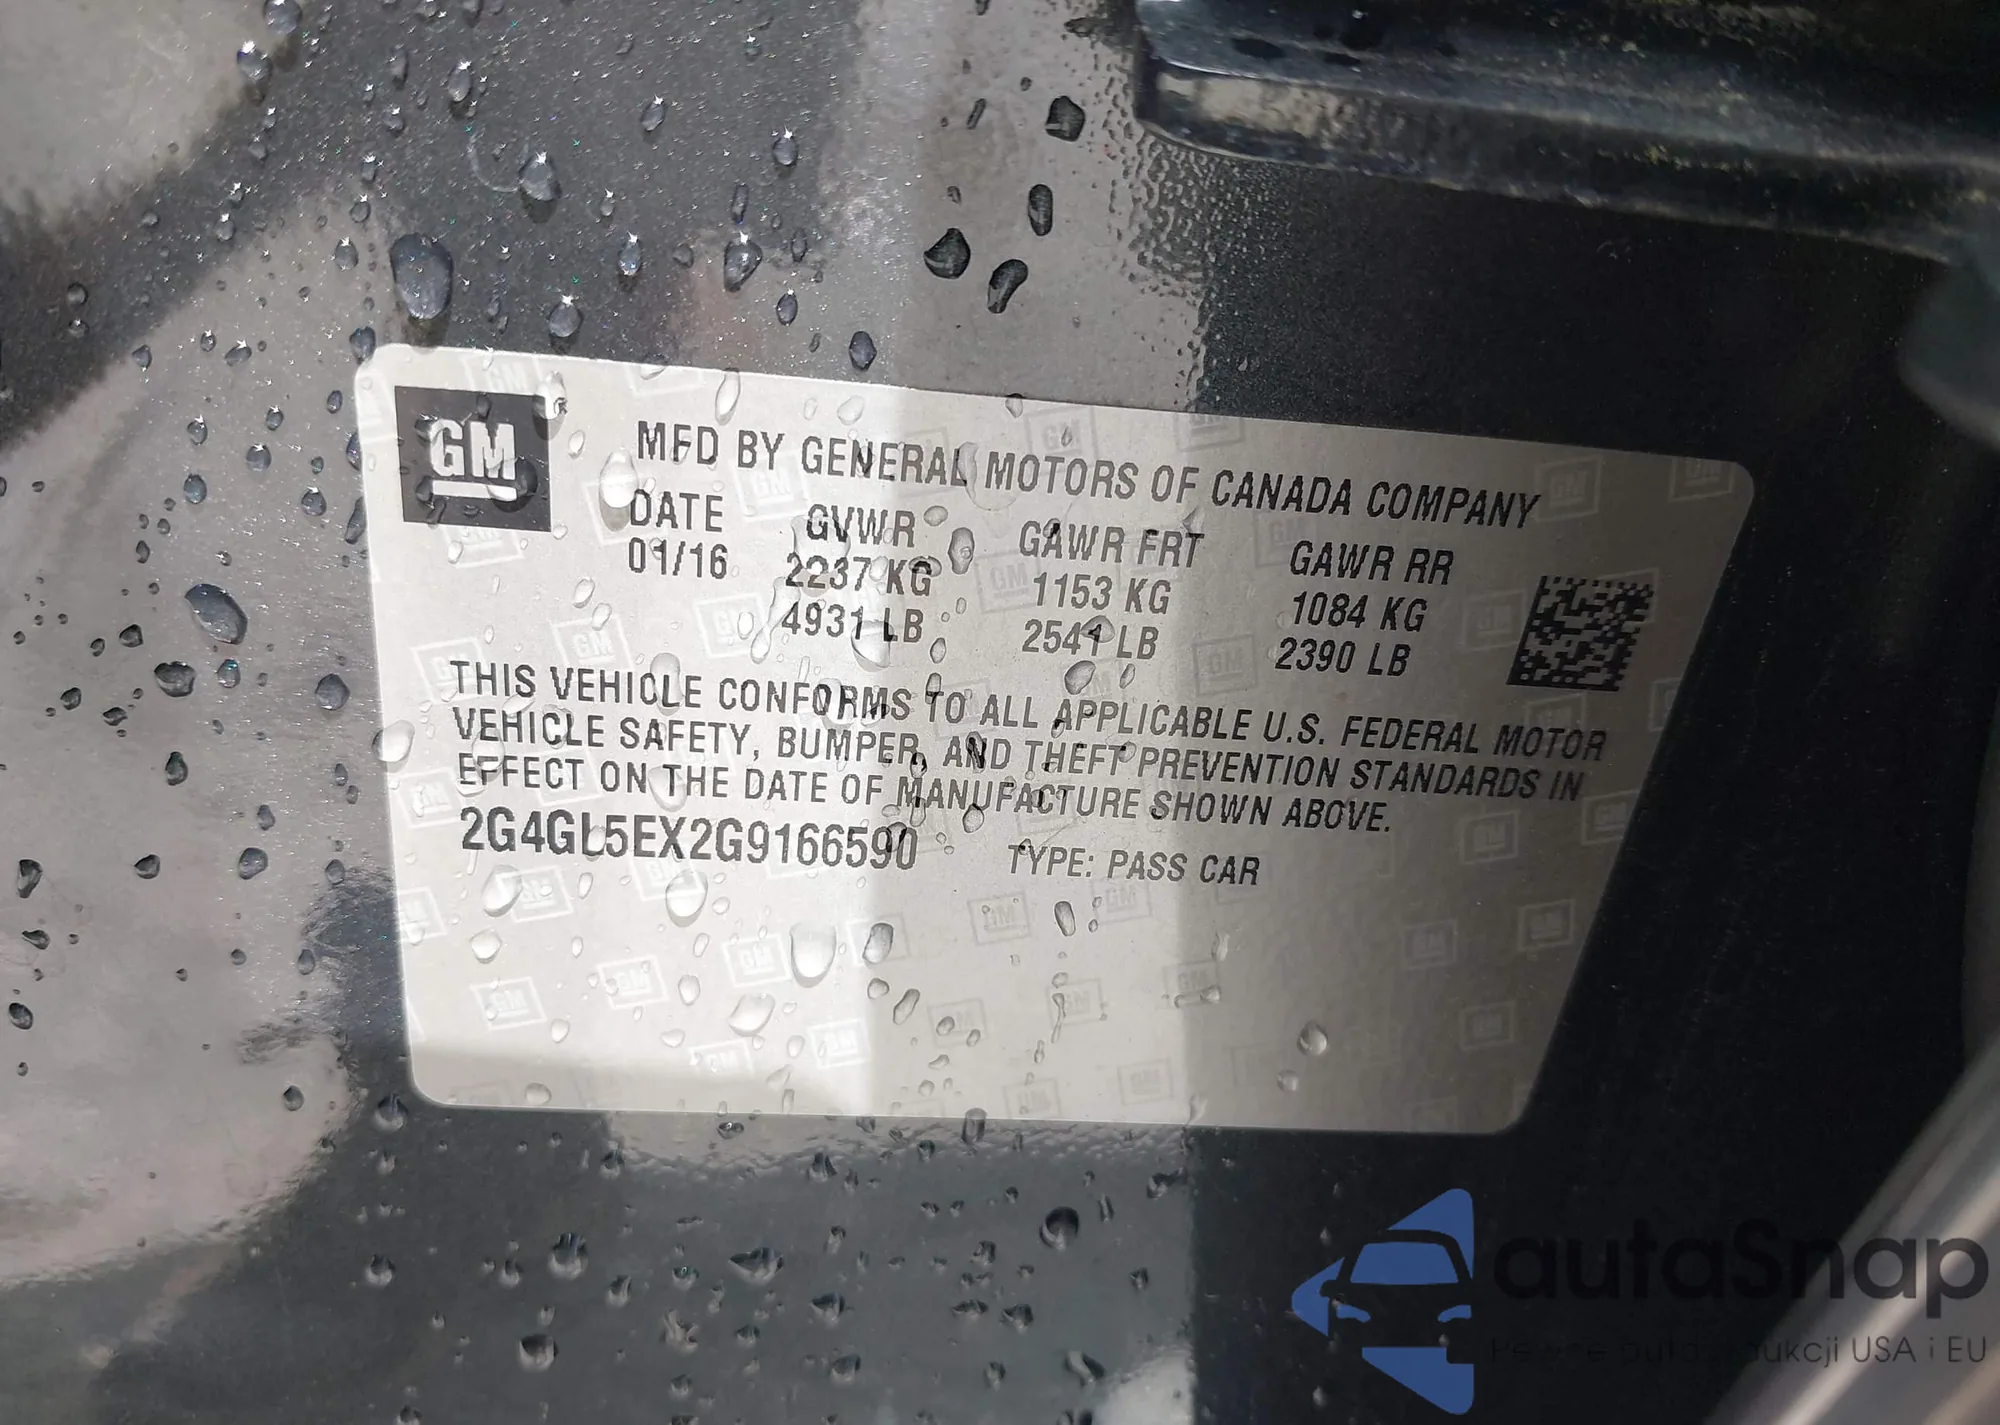 GM
MFD BY GENERAL MOTORS OF CANADA COMPANY
DATE GVWR GAWR FRT GAWR RR
01/16 2237 KG 1153 KG 1084 KG
4931 LB 2541 LB 2390 LB
THIS VEHICLE CONFORMS TO ALL APPLICABLE U.S. FEDERAL MOTOR
VEHICLE SAFETY, BUMPER, AND THEFT PREVENTION STANDARDS IN
EFFECT ON THE DATE OF MANUFACTURE SHOWN ABOVE.
2G4GL5EX2G9166590 TYPE: PASS CAR
autaSnap
USA i EU